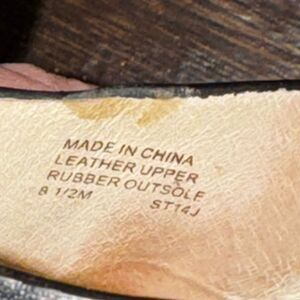 MADE IN CHINA
LEATHER UPPER
RUBBER OUTSOLE
8 1/2M ST14J